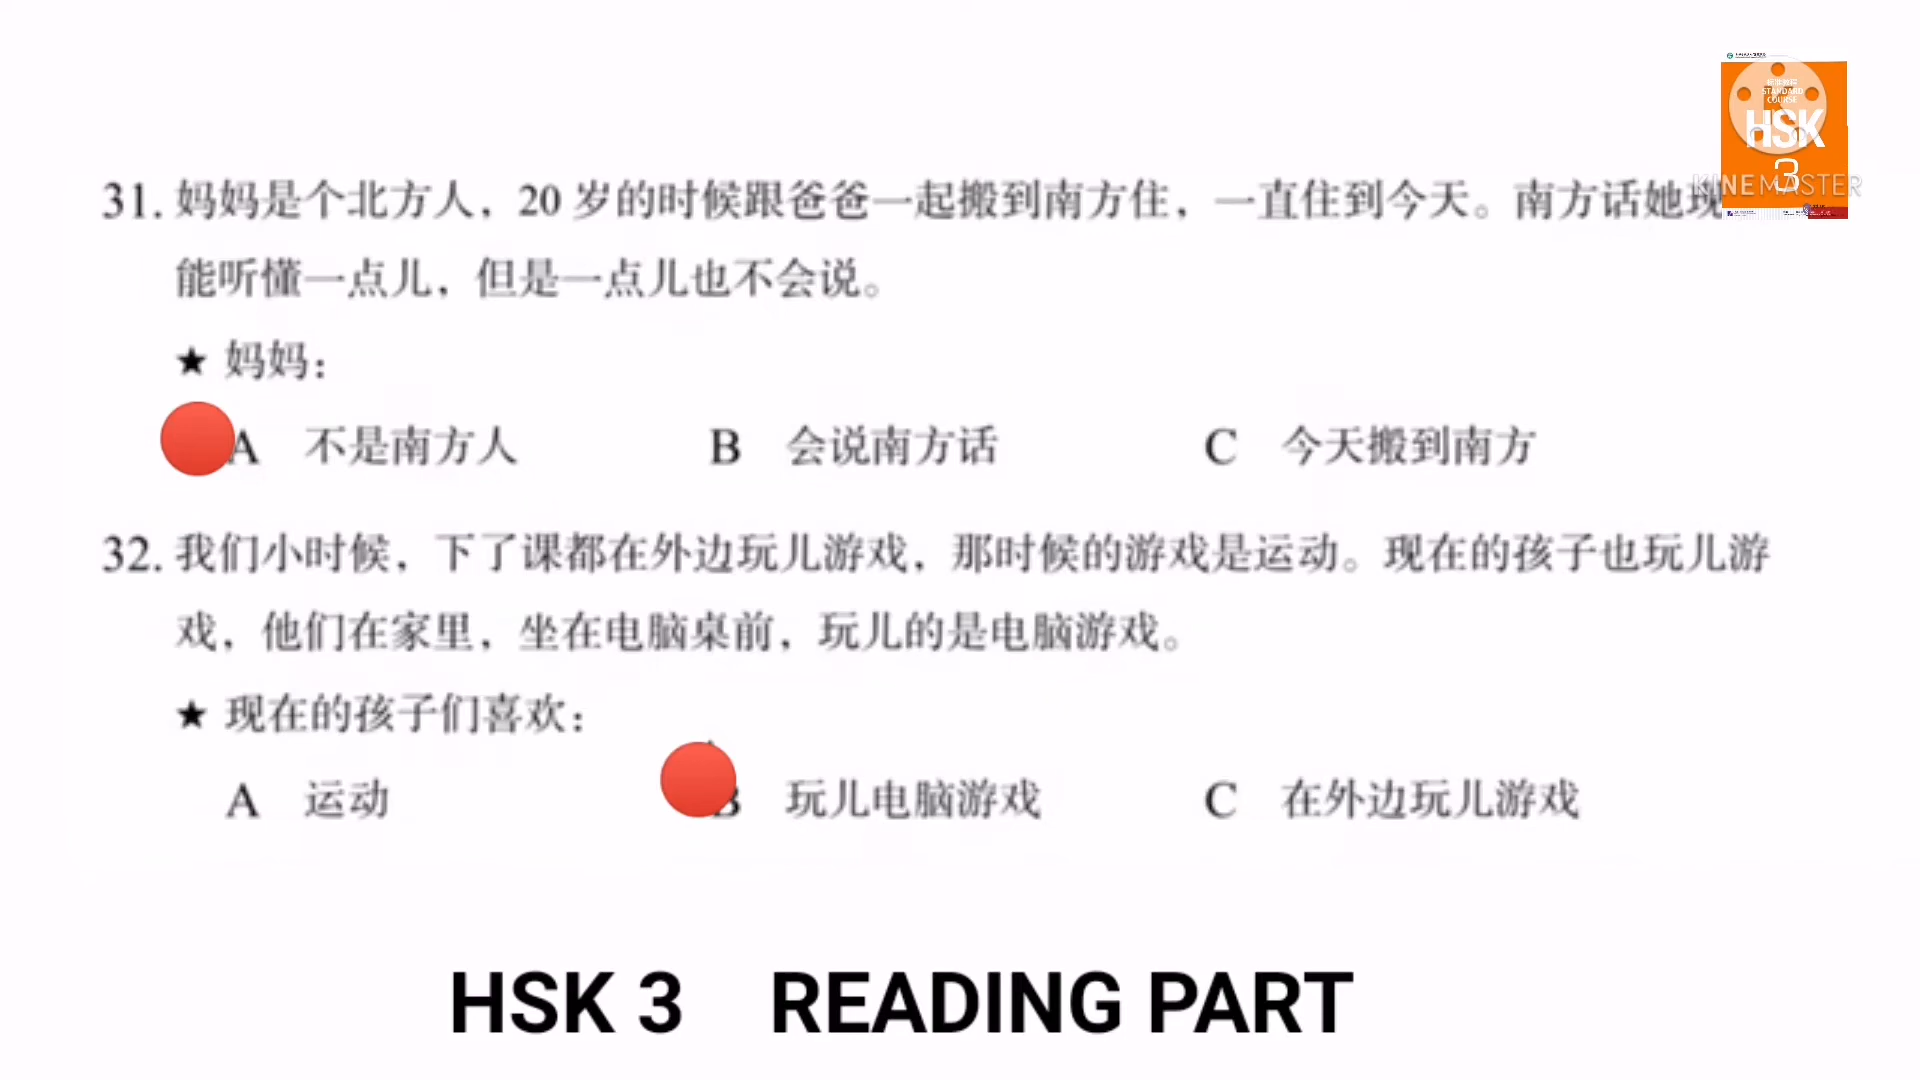 标准教程
STANDARD
COURSE
HSK
3
KINEMASTER
31. 妈妈是个北方人，20 岁的时候跟爸爸一起搬到南方住，一直住到今天。南方话她现
能听懂一点儿，但是一点儿也不会说。
★ 妈妈：
A 不是南方人 B 会说南方话 C 今天搬到南方
32. 我们小时候，下了课都在外边玩儿游戏，那时候的游戏是运动。现在的孩子也玩儿游
戏，他们在家里，坐在电脑桌前，玩儿的是电脑游戏。
★ 现在的孩子们喜欢：
A 运动 B 玩儿电脑游戏 C 在外边玩儿游戏
HSK 3 READING PART